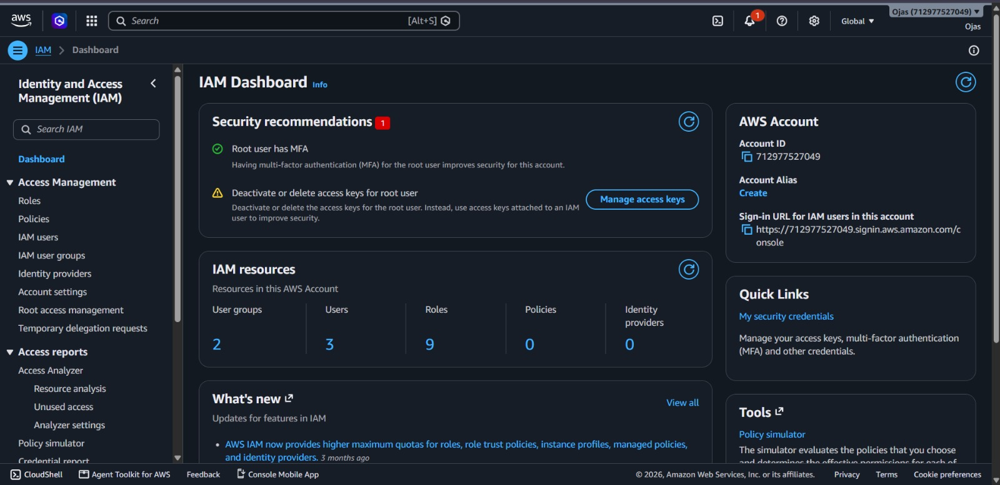 aws
Search
[Alt+S]
1
Global
Ojas (712977527049)
Ojas
IAM
Dashboard
Identity and Access
Management (IAM)
Search IAM
Dashboard
Access Management
Roles
Policies
IAM users
IAM user groups
Identity providers
Account settings
Root access management
Temporary delegation requests
Access reports
Access Analyzer
Resource analysis
Unused access
Analyzer settings
Policy simulator
Credential report
IAM Dashboard Info
Security recommendations 1
Root user has MFA
Having multi-factor authentication (MFA) for the root user improves security for this account.
Deactivate or delete access keys for root user
Deactivate or delete the access keys for the root user. Instead, use access keys attached to an IAM
user to improve security.
Manage access keys
IAM resources
Resources in this AWS Account
User groups
2
Users
3
Roles
9
Policies
0
Identity
providers
0
What's new
View all
Updates for features in IAM
• AWS IAM now provides higher maximum quotas for roles, role trust policies, instance profiles, managed policies,
and identity providers. 3 months ago
AWS Account
Account ID
712977527049
Account Alias
Create
Sign-in URL for IAM users in this account
https://712977527049.signin.aws.amazon.com/c
onsole
Quick Links
My security credentials
Manage your access keys, multi-factor authentication
(MFA) and other credentials.
Tools
Policy simulator
The simulator evaluates the policies that you choose
and determines the effective permissions for each of
CloudShell
Agent Toolkit for AWS
Feedback
Console Mobile App
© 2026, Amazon Web Services, Inc. or its affiliates.
Privacy
Terms
Cookie preferences